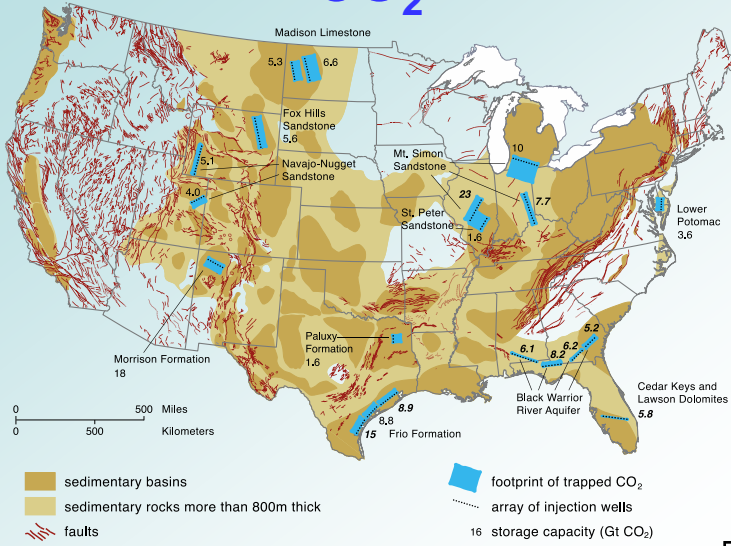 CO₂
Madison Limestone
5.3
6.6
Fox Hills
Sandstone
5.6
5.1
Navajo-Nugget
Sandstone
4.0
Mt. Simon
Sandstone
10
23
7.7
St. Peter
Sandstone
1.6
Lower
Potomac
3.6
Morrison Formation
18
Paluxy
Formation
1.6
6.1
8.2
6.2
5.2
Black Warrior
River Aquifer
Cedar Keys and
Lawson Dolomites
5.8
8.9
8.8
15
Frio Formation
0 500 Miles
0 500 Kilometers
sedimentary basins
sedimentary rocks more than 800m thick
faults
footprint of trapped CO₂
array of injection wells
16 storage capacity (Gt CO₂)